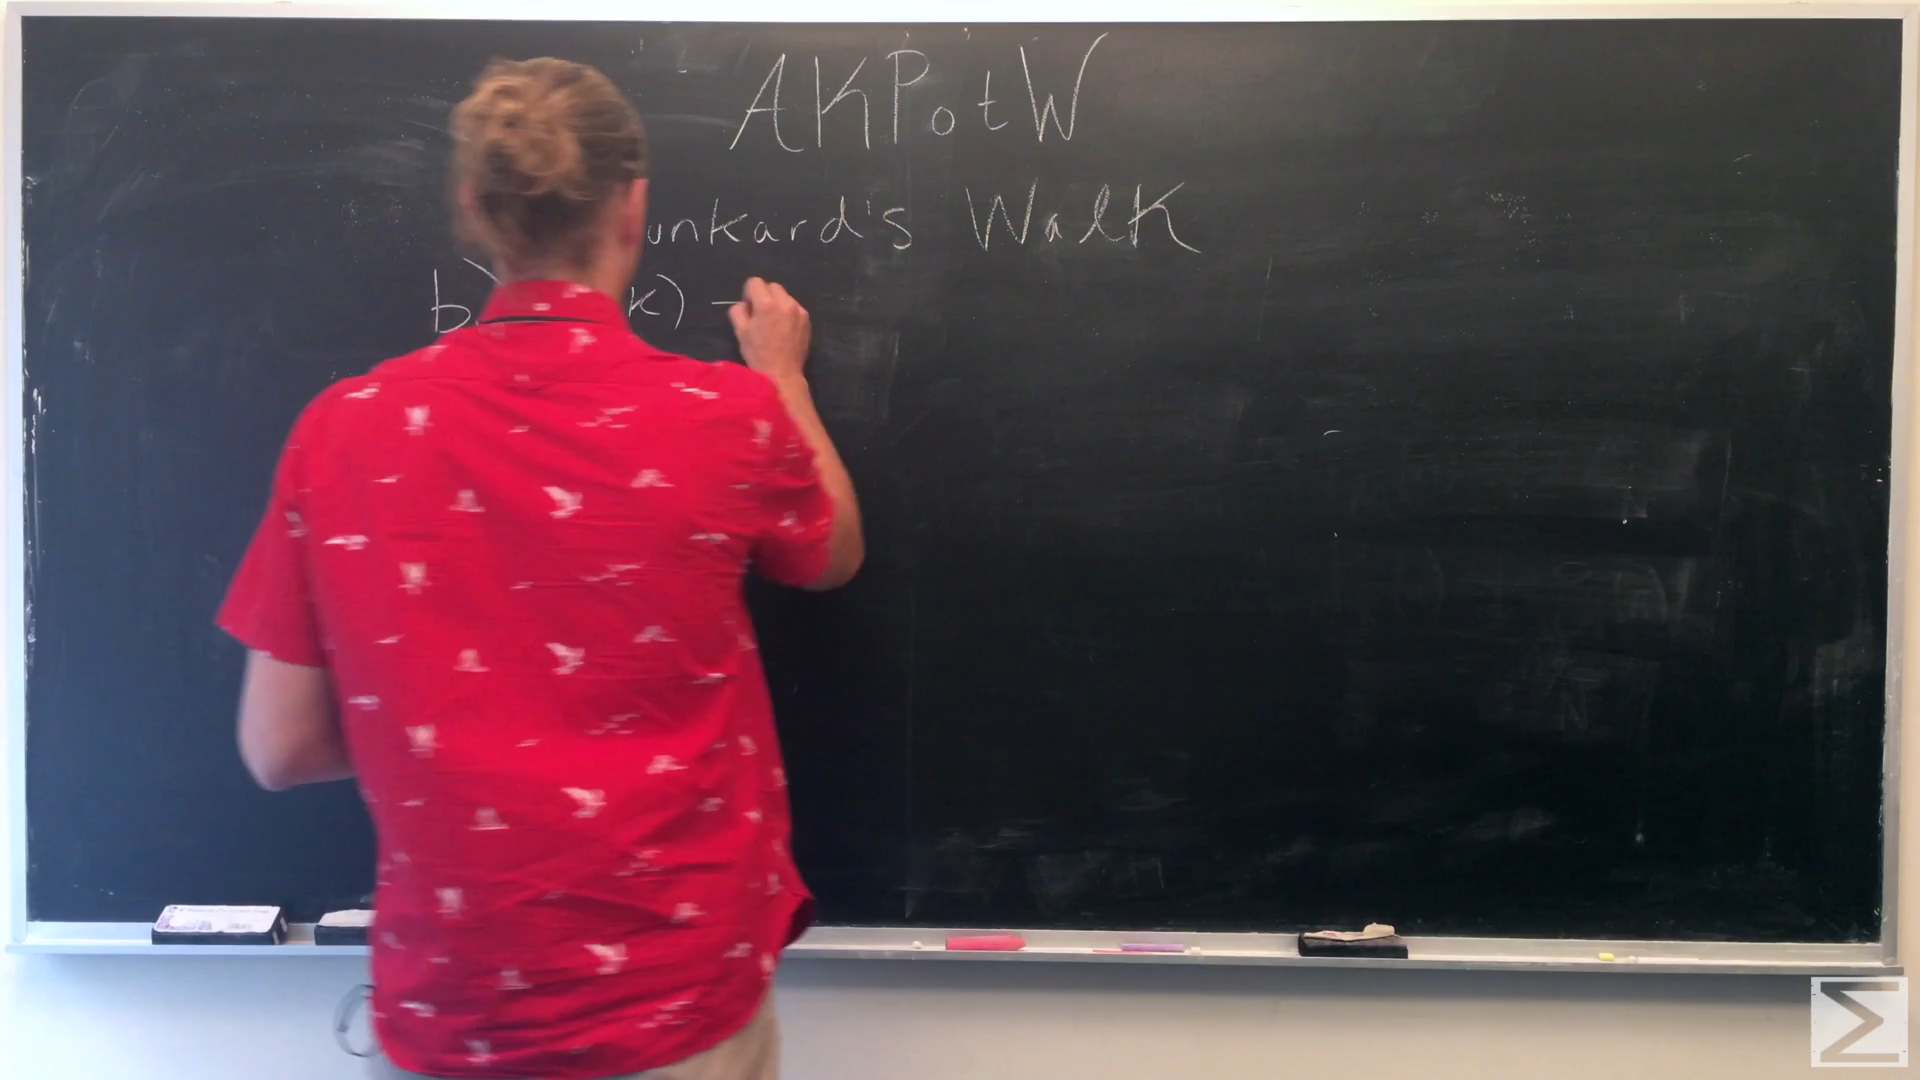 AKPotW
unkard's Walk
b) k) -
Σ